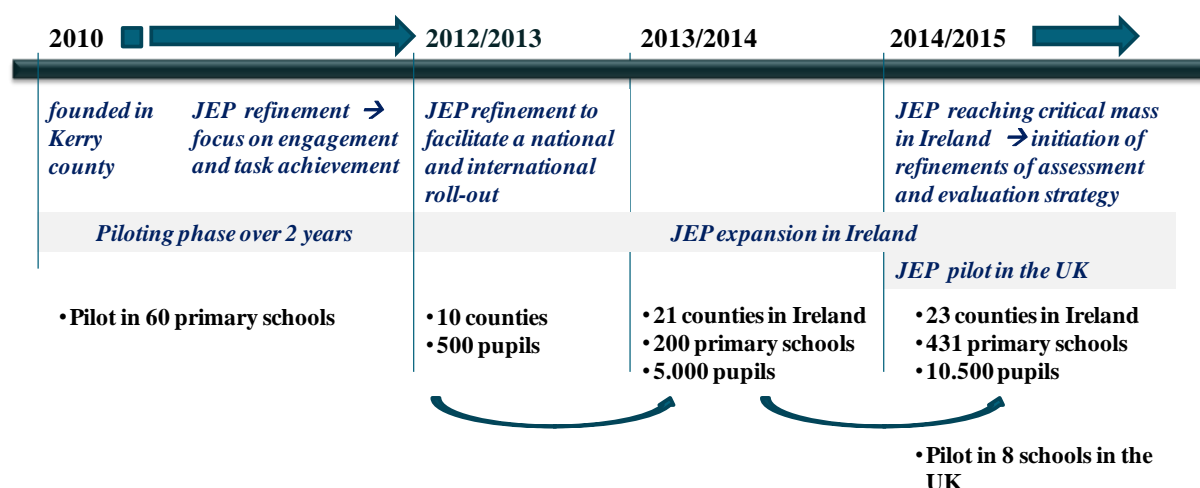 2010
2012/2013
2013/2014
2014/2015
founded in
Kerry
county
JEP refinement →
focus on engagement
and task achievement
JEP refinement to
facilitate a national
and international
roll-out
JEP reaching critical mass
in Ireland → initiation of
refinements of assessment
and evaluation strategy
Piloting phase over 2 years
JEP expansion in Ireland
JEP pilot in the UK
•Pilot in 60 primary schools
•10 counties
•500 pupils
•21 counties in Ireland
•200 primary schools
•5.000 pupils
•23 counties in Ireland
•431 primary schools
•10.500 pupils
•Pilot in 8 schools in the
UK